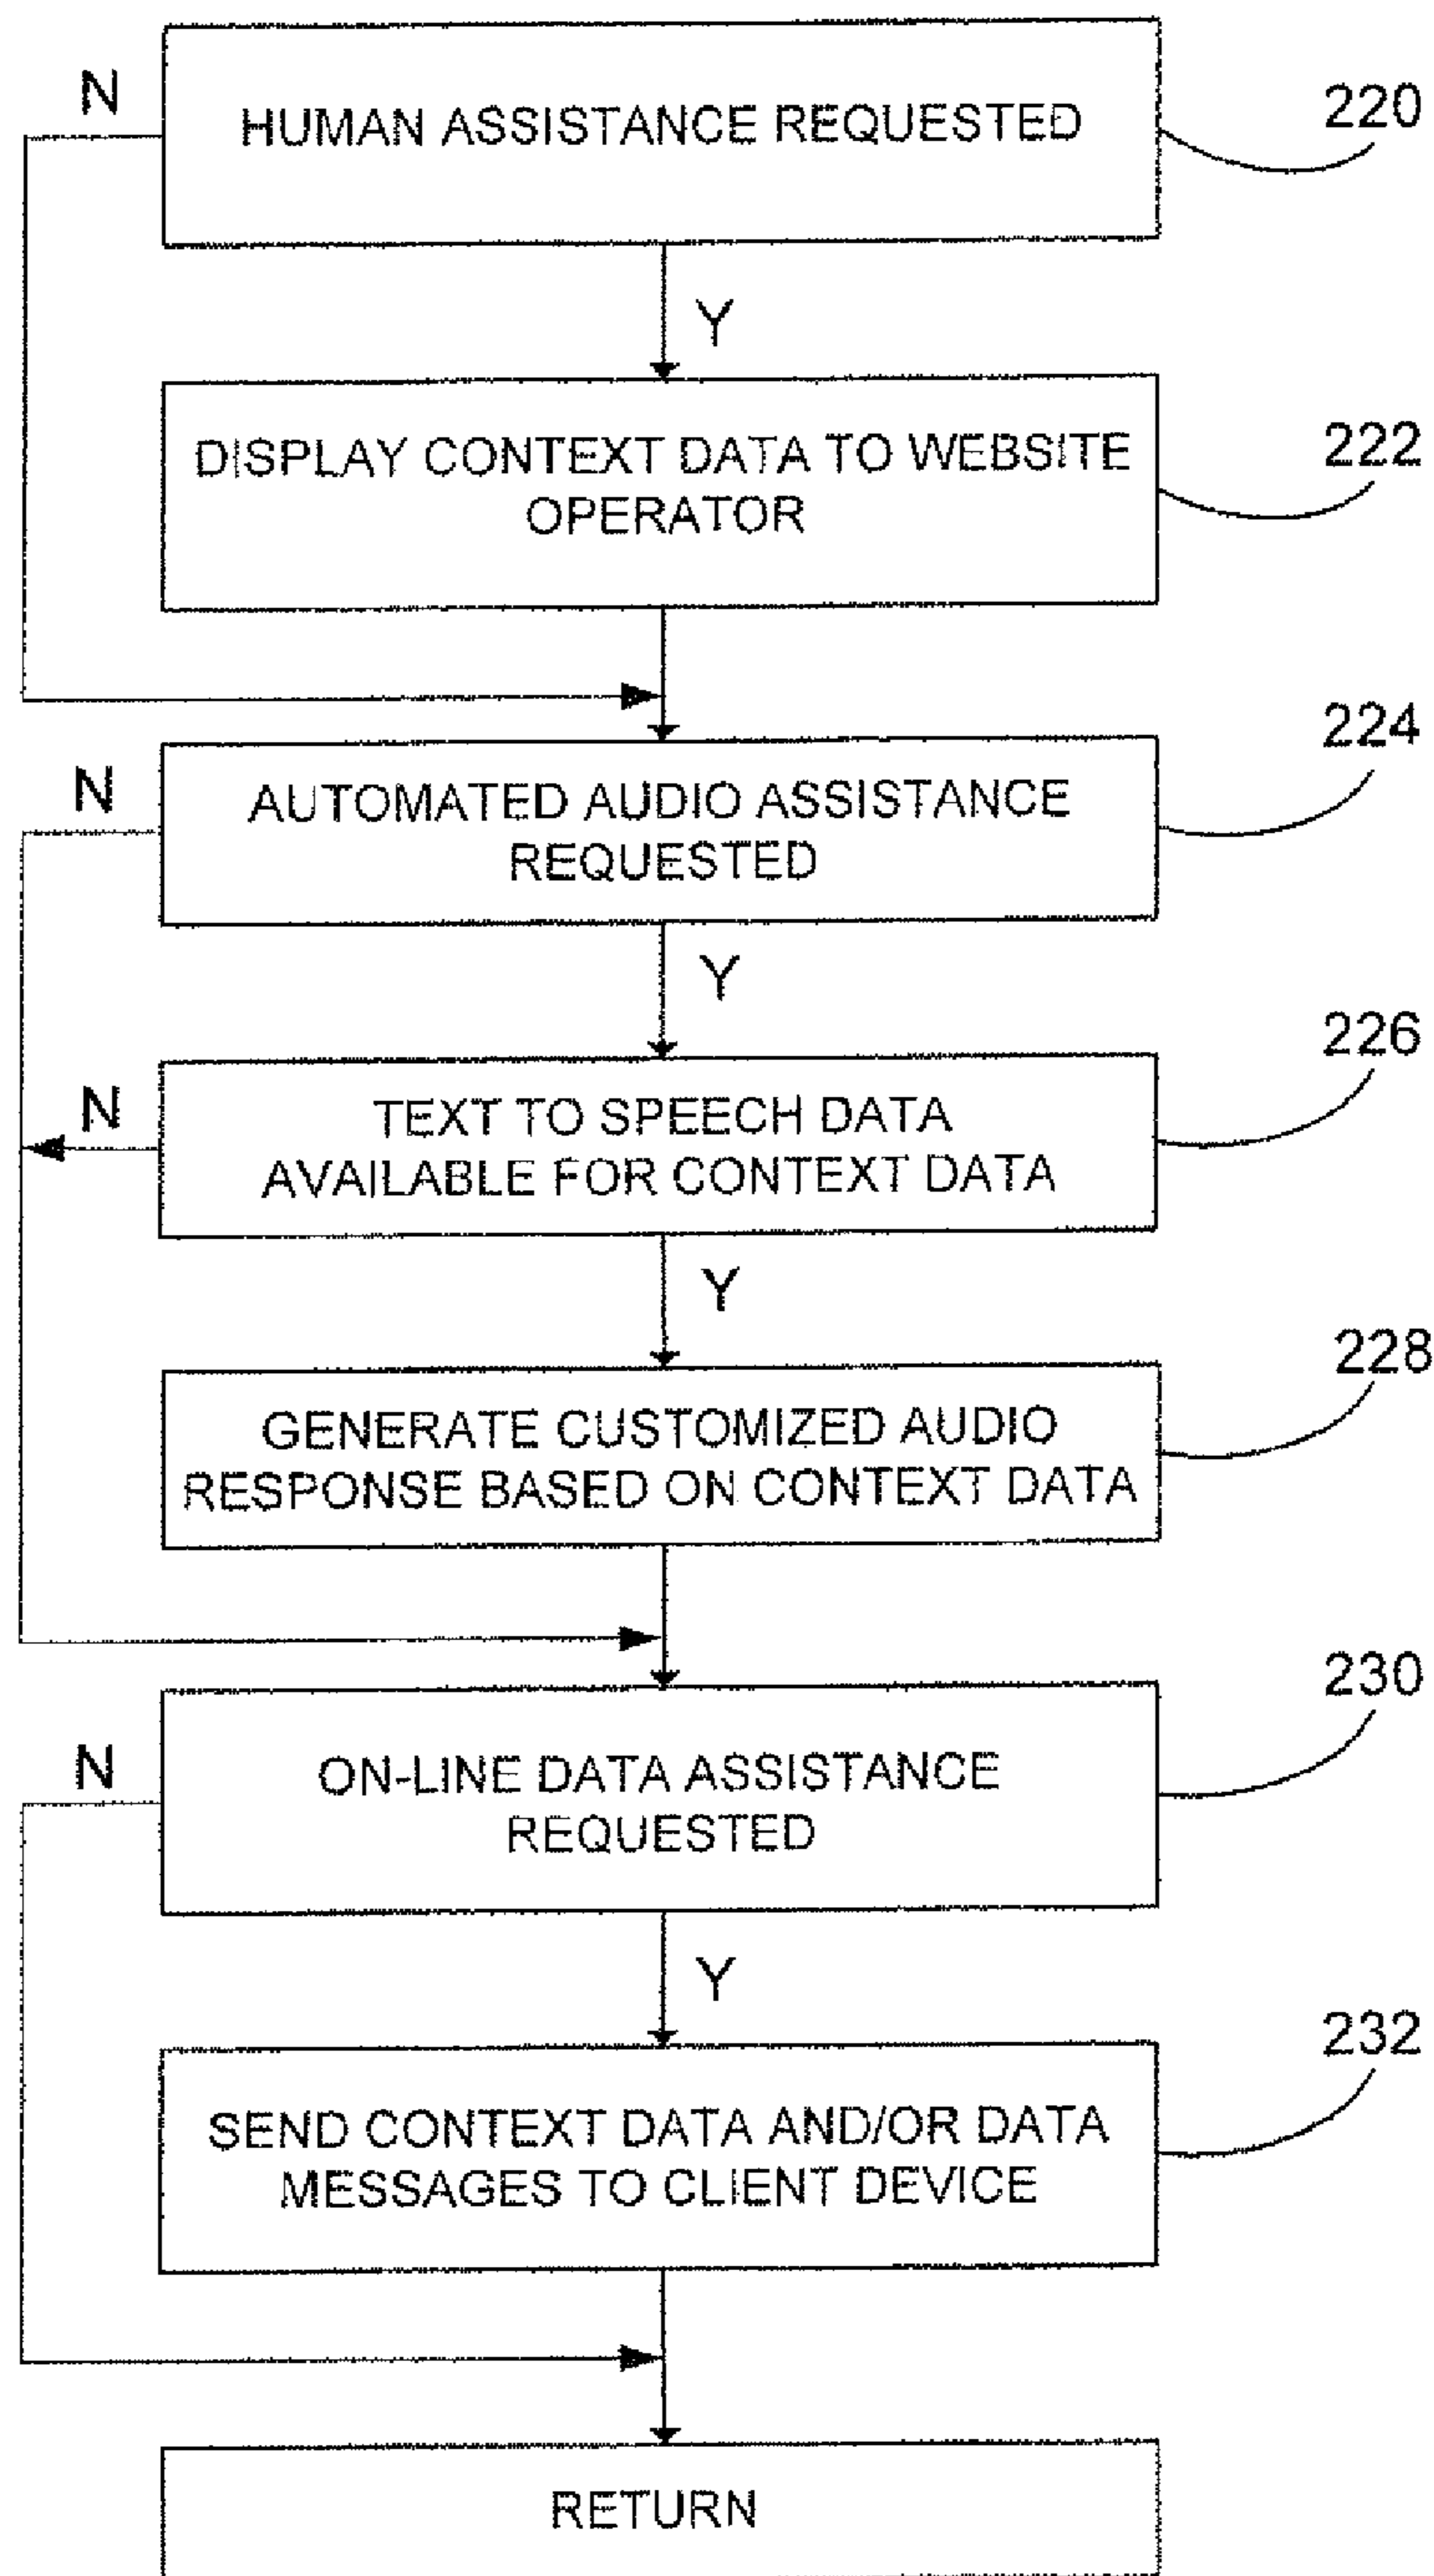 HUMAN ASSISTANCE REQUESTED
N
220
Y
DISPLAY CONTEXT DATA TO WEBSITE
OPERATOR
222
AUTOMATED AUDIO ASSISTANCE
REQUESTED
N
224
Y
TEXT TO SPEECH DATA
AVAILABLE FOR CONTEXT DATA
N
226
Y
GENERATE CUSTOMIZED AUDIO
RESPONSE BASED ON CONTEXT DATA
228
ON-LINE DATA ASSISTANCE
REQUESTED
N
230
Y
SEND CONTEXT DATA AND/OR DATA
MESSAGES TO CLIENT DEVICE
232
RETURN